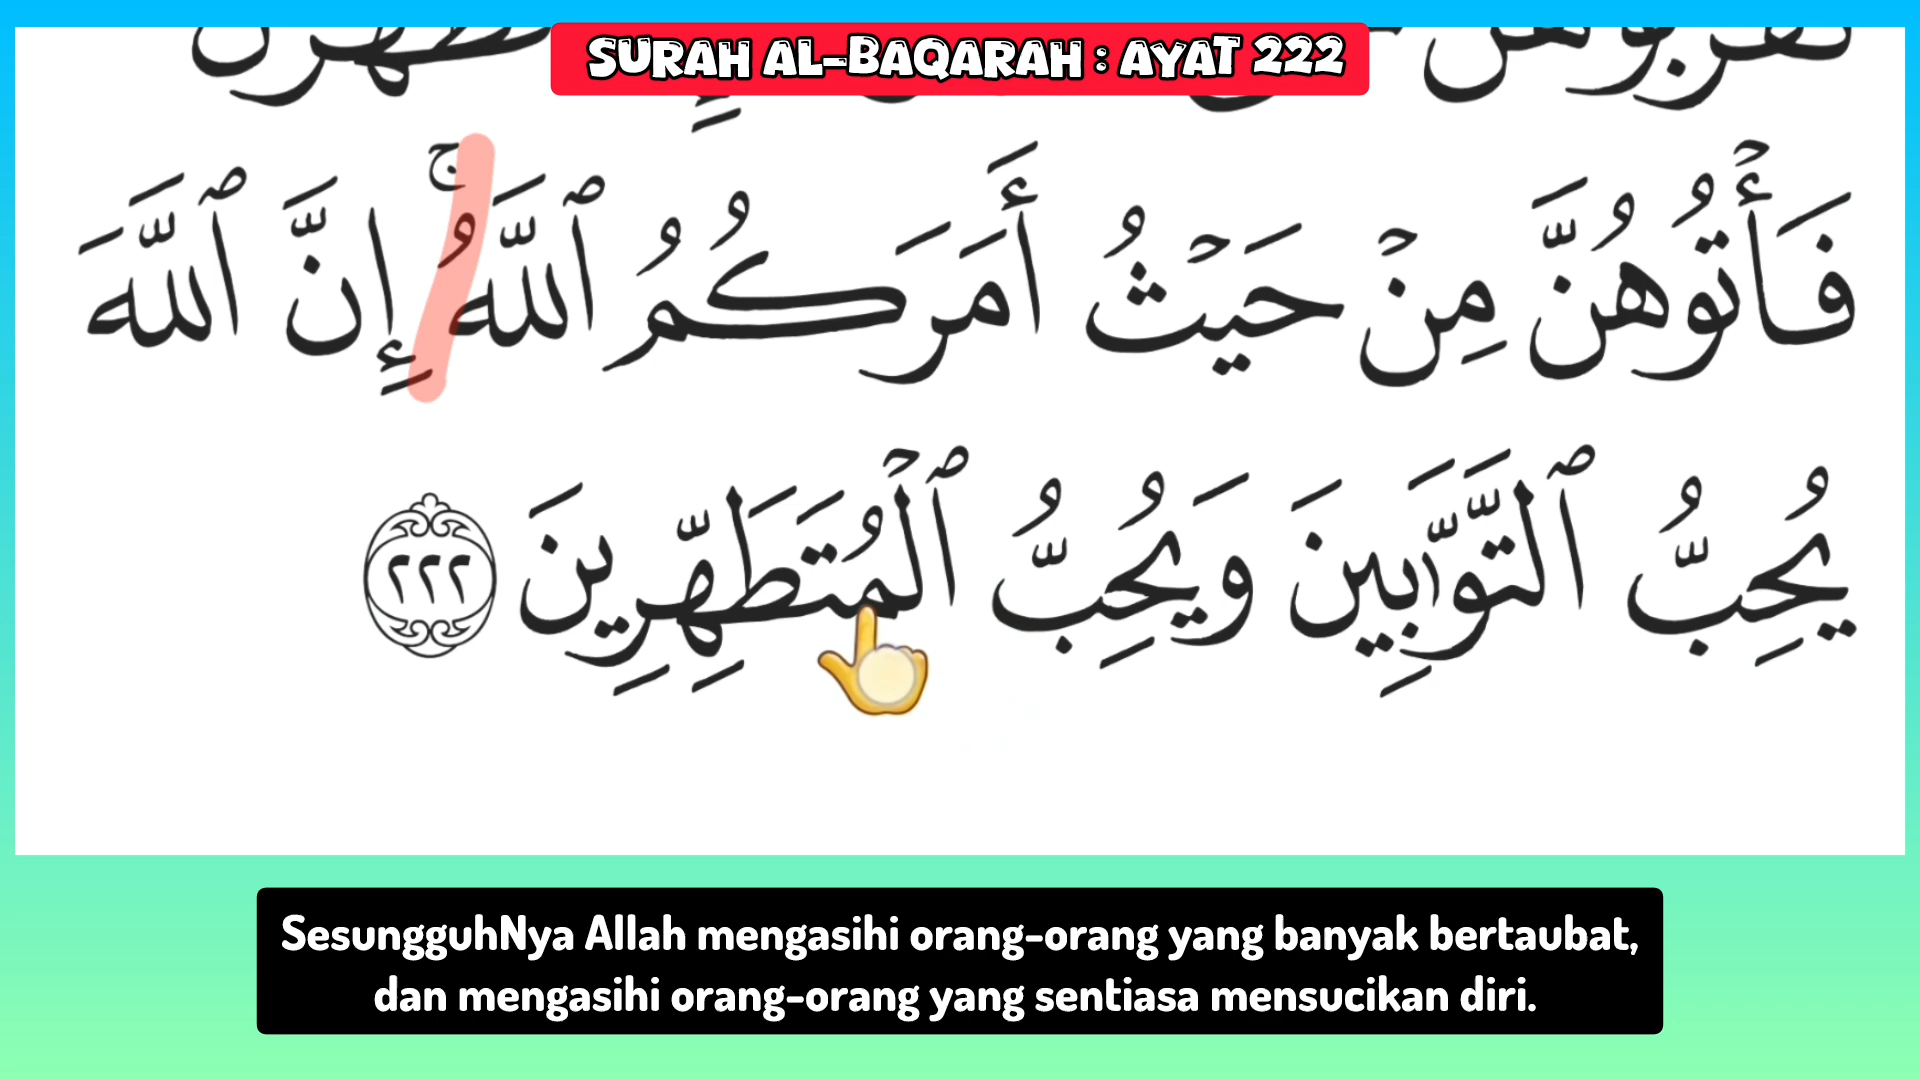 SURAH AL-BAQARAH : AYAT 222
فَأۡتُوهُنَّ مِنۡ حَيۡثُ أَمَرَكُمُ ٱللَّهُۚ إِنَّ ٱللَّهَ
يُحِبُّ ٱلتَّوَّٰبِينَ وَيُحِبُّ ٱلۡمُتَطَهِّرِينَ ٢٢٢
SesungguhNya Allah mengasihi orang-orang yang banyak bertaubat,
dan mengasihi orang-orang yang sentiasa mensucikan diri.